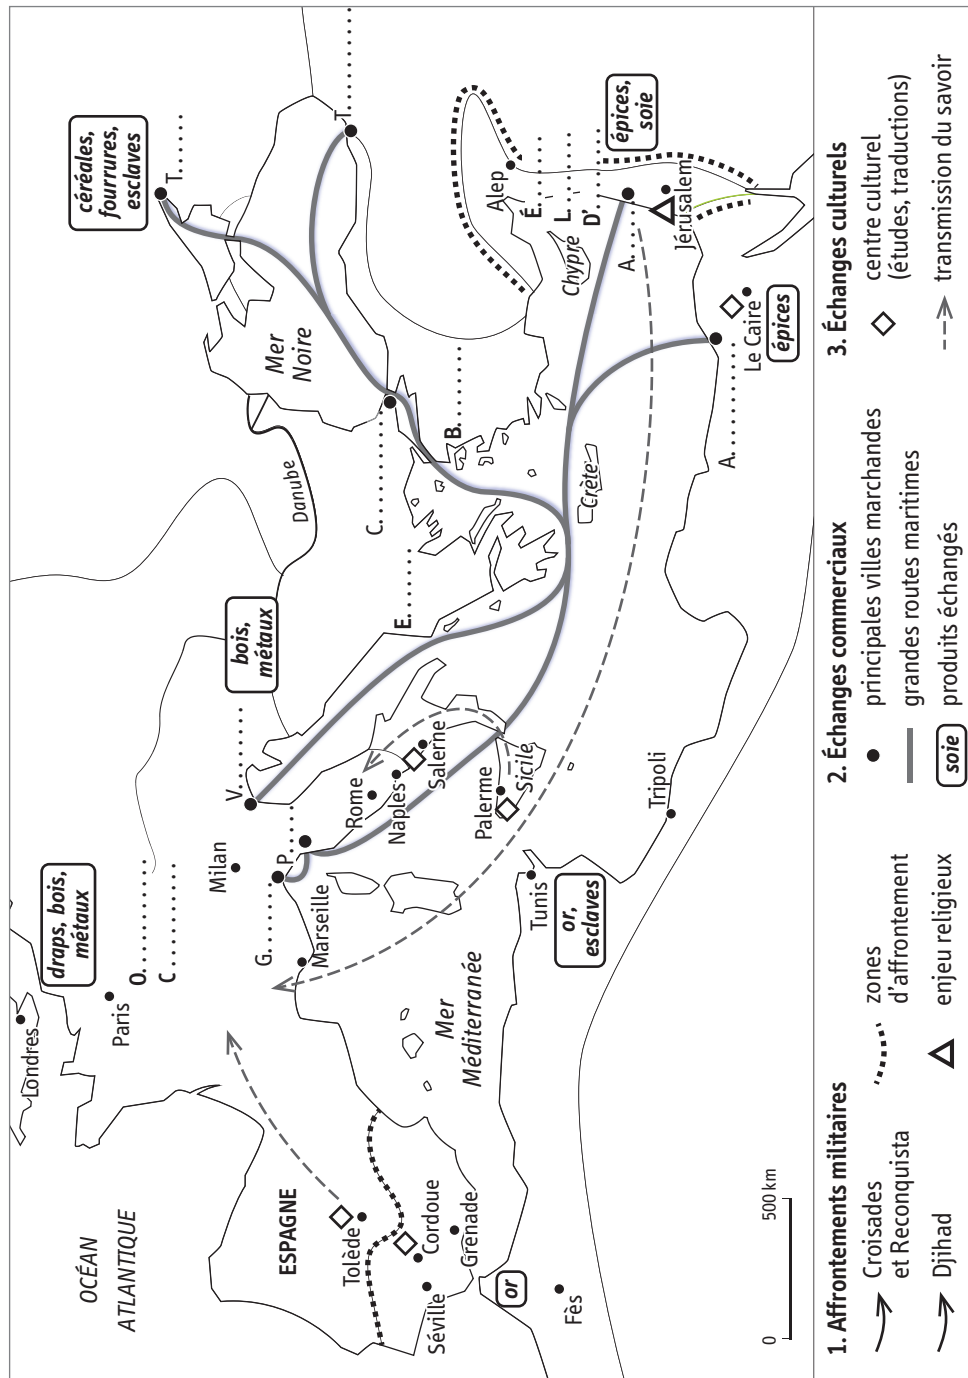 OCÉAN
ATLANTIQUE
Londres
Paris
draps, bois,
métaux
O..................
C..................
Milan
V............
bois,
métaux
Danube
céréales,
fourrures,
esclaves
T..........
Mer
Noire
T..................
ESPAGNE
Tolède
Cordoue
Séville
Grenade
or
Fès
G............
Marseille
P............
Rome
Naples
Salerne
Palerme
Sicile
Mer
Méditerranée
Tunis
or,
esclaves
Tripoli
E............
C..................
B............
Crète
Chypre
Alep
É............
L............
D'............
épices,
soie
A............
Jérusalem
A............
Le Caire
épices
0 500 km
1. Affrontements militaires
Croisades
et Reconquista
Djihad
zones
d'affrontement
enjeu religieux
2. Échanges commerciaux
principales villes marchandes
grandes routes maritimes
soie
produits échangés
3. Échanges culturels
centre culturel
(études, traductions)
transmission du savoir